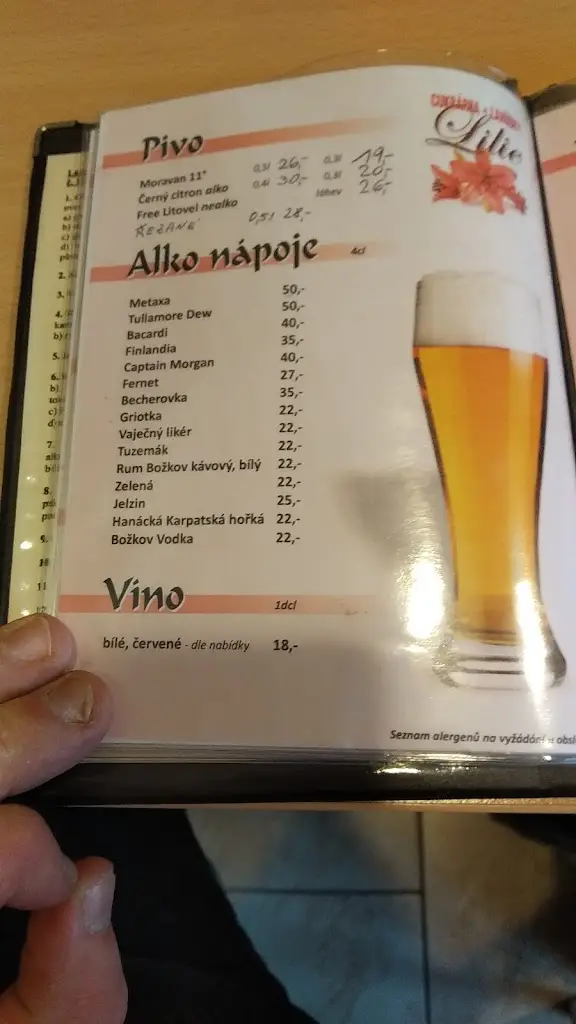 Pivo
Moravan 11° 0,5l 26,- 0,3l 19,-
Černý citron alko 0,4l 30,- 0,3l 20,-
Free Litovel nealko láhev 26,-
ŘEZANÉ 0,5l 28,-
Lilie
Alko nápoje 4cl
Metaxa 50,-
Tullamore Dew 50,-
Bacardi 40,-
Finlandia 35,-
Captain Morgan 40,-
Fernet 27,-
Becherovka 35,-
Griotka 22,-
Vaječný likér 22,-
Tuzemák 22,-
Rum Božkov kávový, bílý 22,-
Zelená 22,-
Jelzin 25,-
Hanácká Karpatská hořká 22,-
Božkov Vodka 22,-
Vino 1dcl
bílé, červené - dle nabídky 18,-
Seznam alergenů na vyžádání u